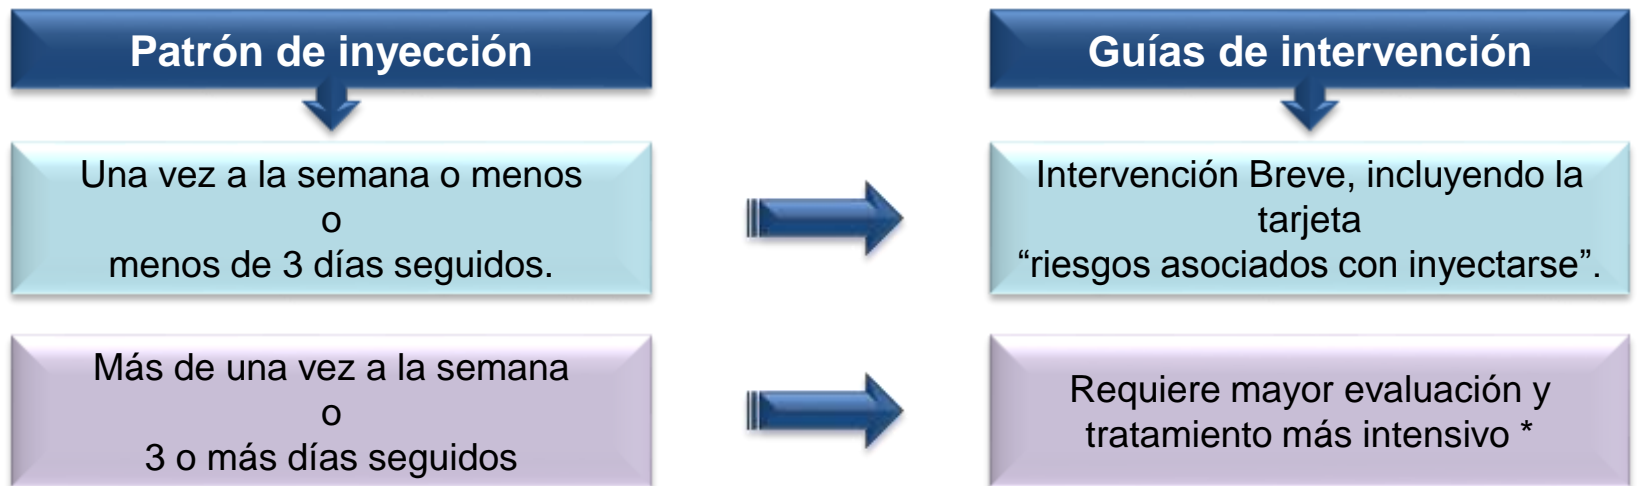 Patrón de inyección
Guías de intervención
Una vez a la semana o menos
o
menos de 3 días seguidos.
Intervención Breve, incluyendo la
tarjeta
“riesgos asociados con inyectarse”.
Más de una vez a la semana
o
3 o más días seguidos
Requiere mayor evaluación y
tratamiento más intensivo *